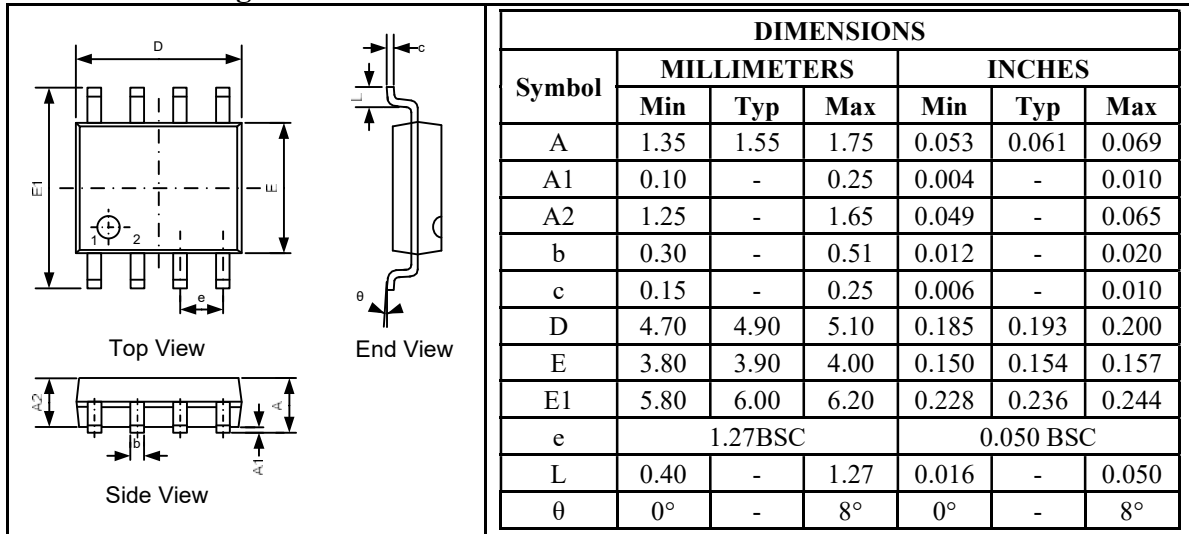 D
c
L
E1
E
1
2
e
θ
Top View
End View
A2
A
b
A1
Side View
DIMENSIONS
Symbol MILLIMETERS INCHES
Min Typ Max Min Typ Max
A 1.35 1.55 1.75 0.053 0.061 0.069
A1 0.10 - 0.25 0.004 - 0.010
A2 1.25 - 1.65 0.049 - 0.065
b 0.30 - 0.51 0.012 - 0.020
c 0.15 - 0.25 0.006 - 0.010
D 4.70 4.90 5.10 0.185 0.193 0.200
E 3.80 3.90 4.00 0.150 0.154 0.157
E1 5.80 6.00 6.20 0.228 0.236 0.244
e 1.27BSC 0.050 BSC
L 0.40 - 1.27 0.016 - 0.050
θ 0° - 8° 0° - 8°